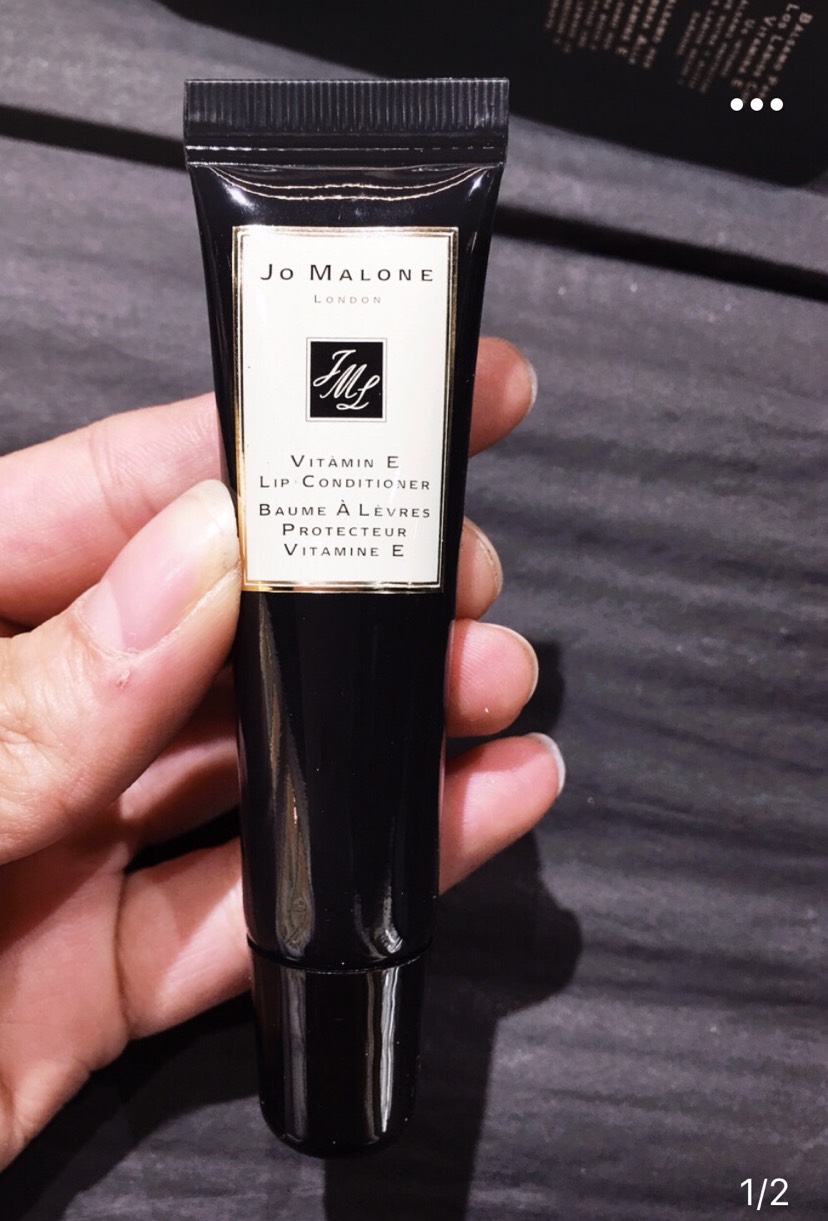 Jo Malone
London
JML
Vitamin E
Lip Conditioner
Baume À Lèvres
Protecteur
Vitamine E
1/2